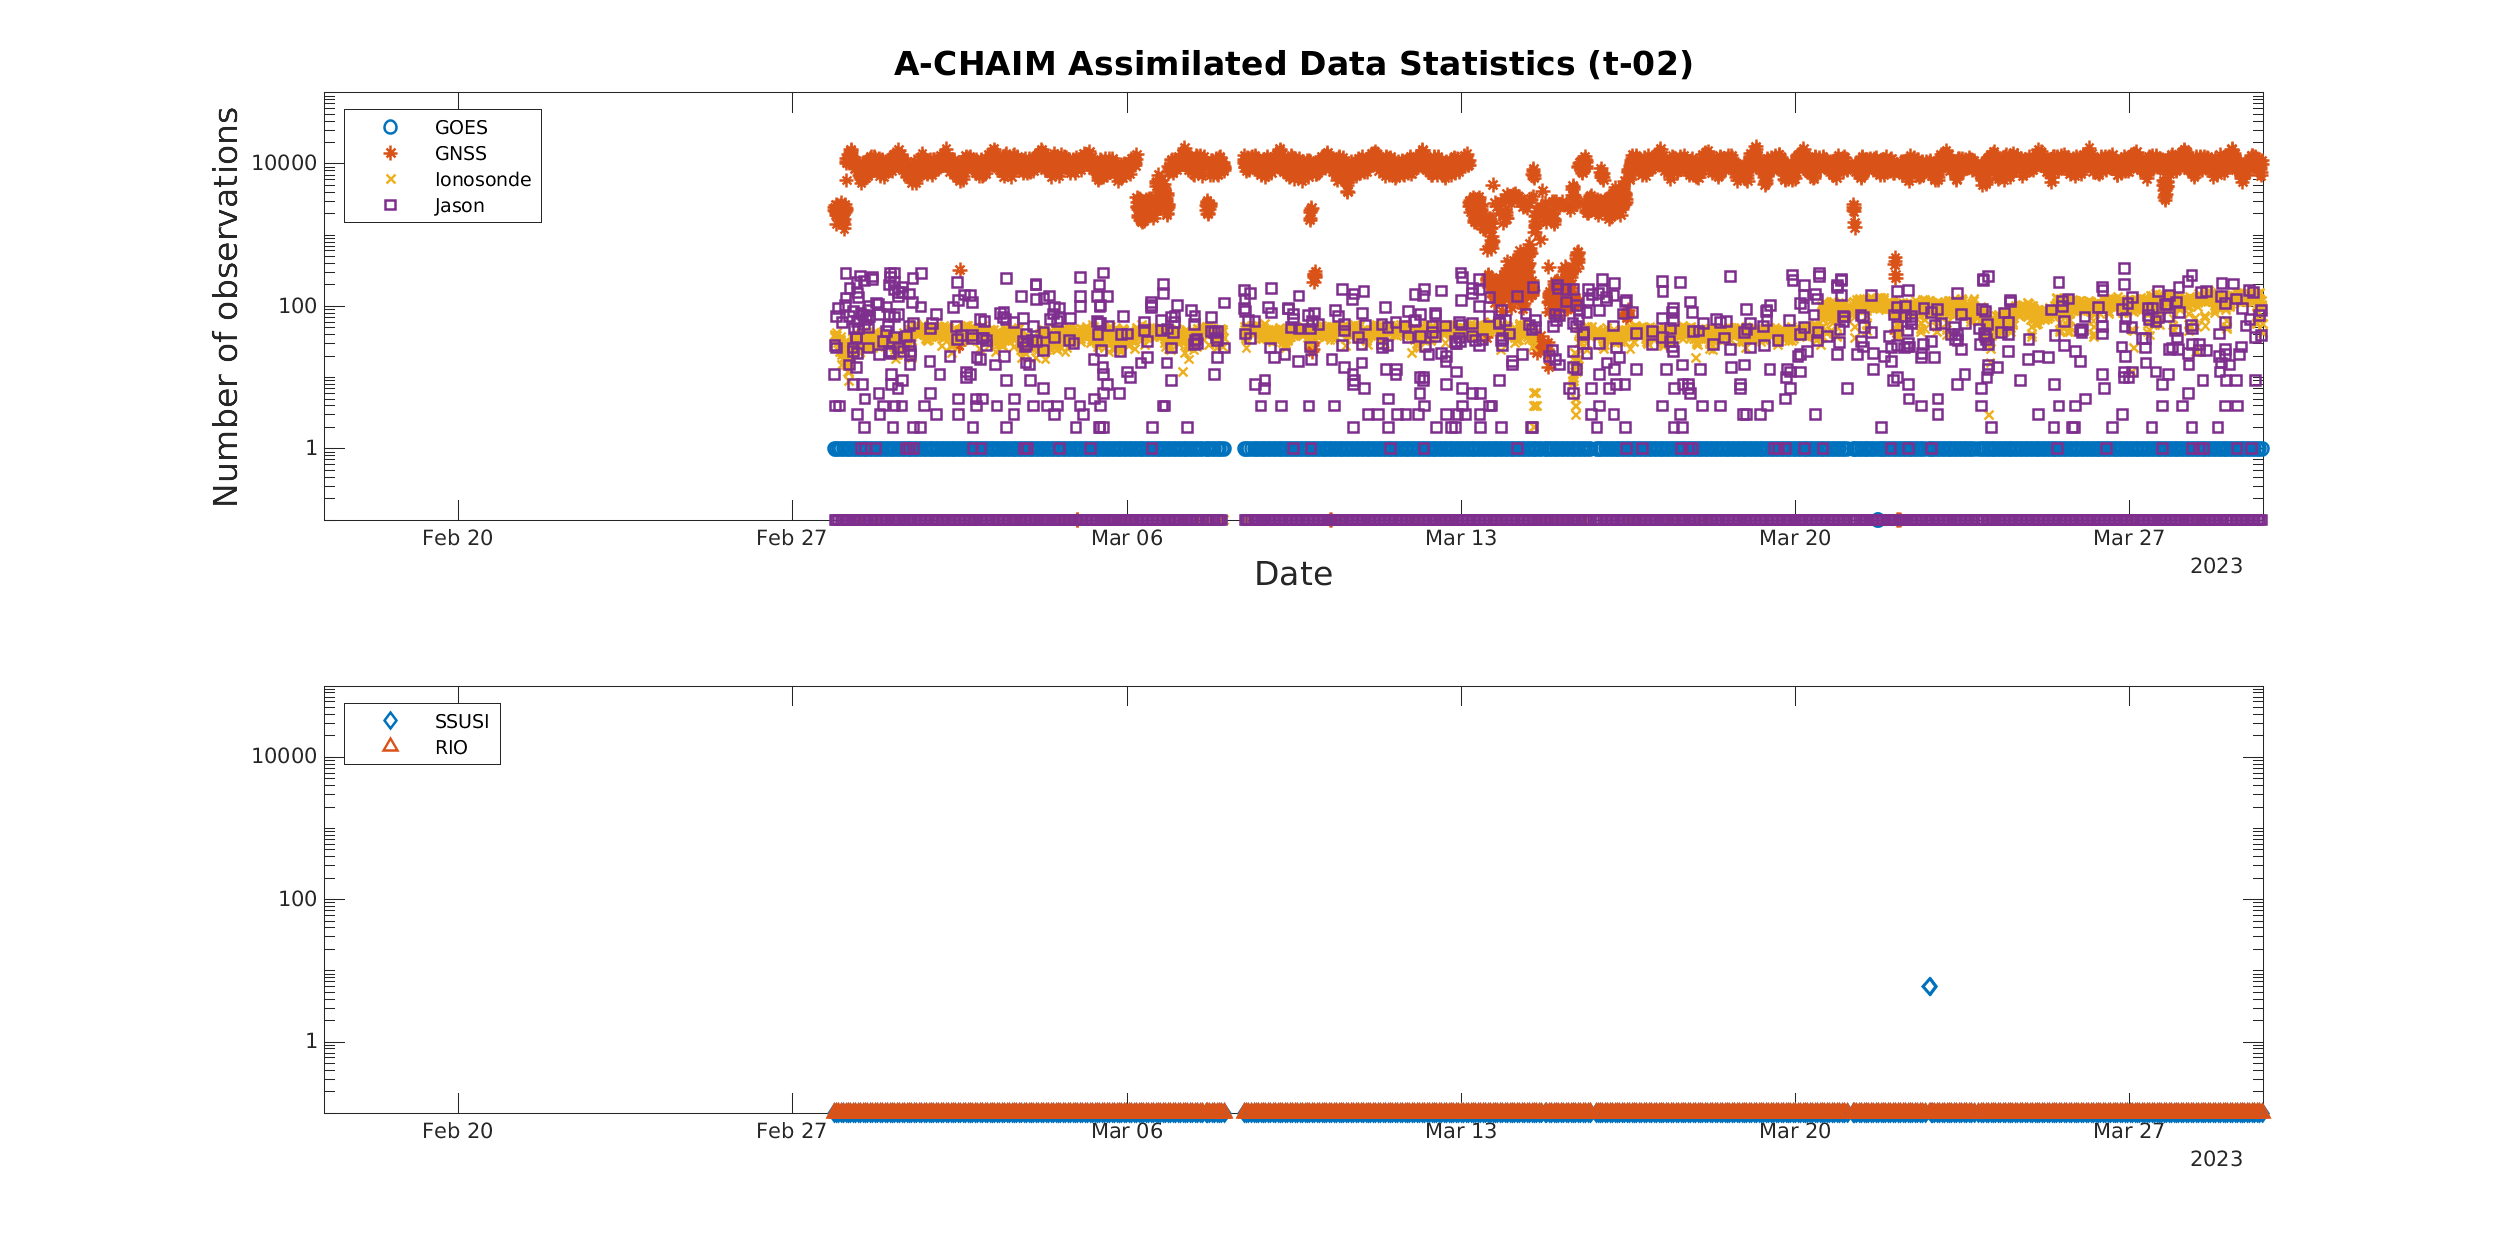 A-CHAIM Assimilated Data Statistics (t-02)
Number of observations
GOES
GNSS
Ionosonde
Jason
10000
100
1
Feb 20
Feb 27
Mar 06
Mar 13
Mar 20
Mar 27
2023
Date
SSUSI
RIO
10000
100
1
Feb 20
Feb 27
Mar 06
Mar 13
Mar 20
Mar 27
2023